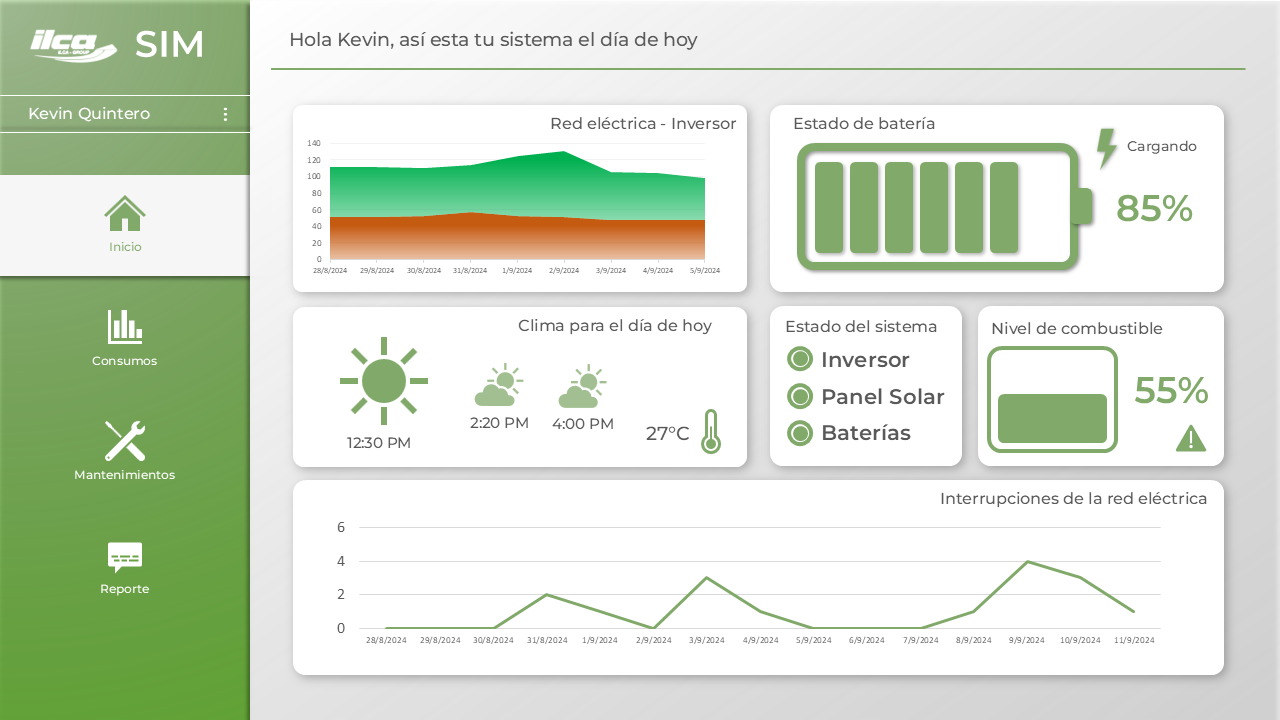 ilca
ILCA - GROUP
SIM
Kevin Quintero
Inicio
Consumos
Mantenimientos
Reporte
Hola Kevin, así esta tu sistema el día de hoy
Red eléctrica - Inversor
140
120
100
80
60
40
20
0
28/8/2024 29/8/2024 30/8/2024 31/8/2024 1/9/2024 2/9/2024 3/9/2024 4/9/2024 5/9/2024
Estado de batería
Cargando
85%
Clima para el día de hoy
12:30 PM
2:20 PM
4:00 PM
27°C
Estado del sistema
Inversor
Panel Solar
Baterías
Nivel de combustible
55%
Interrupciones de la red eléctrica
6
4
2
0
28/8/2024 29/8/2024 30/8/2024 31/8/2024 1/9/2024 2/9/2024 3/9/2024 4/9/2024 5/9/2024 6/9/2024 7/9/2024 8/9/2024 9/9/2024 10/9/2024 11/9/2024